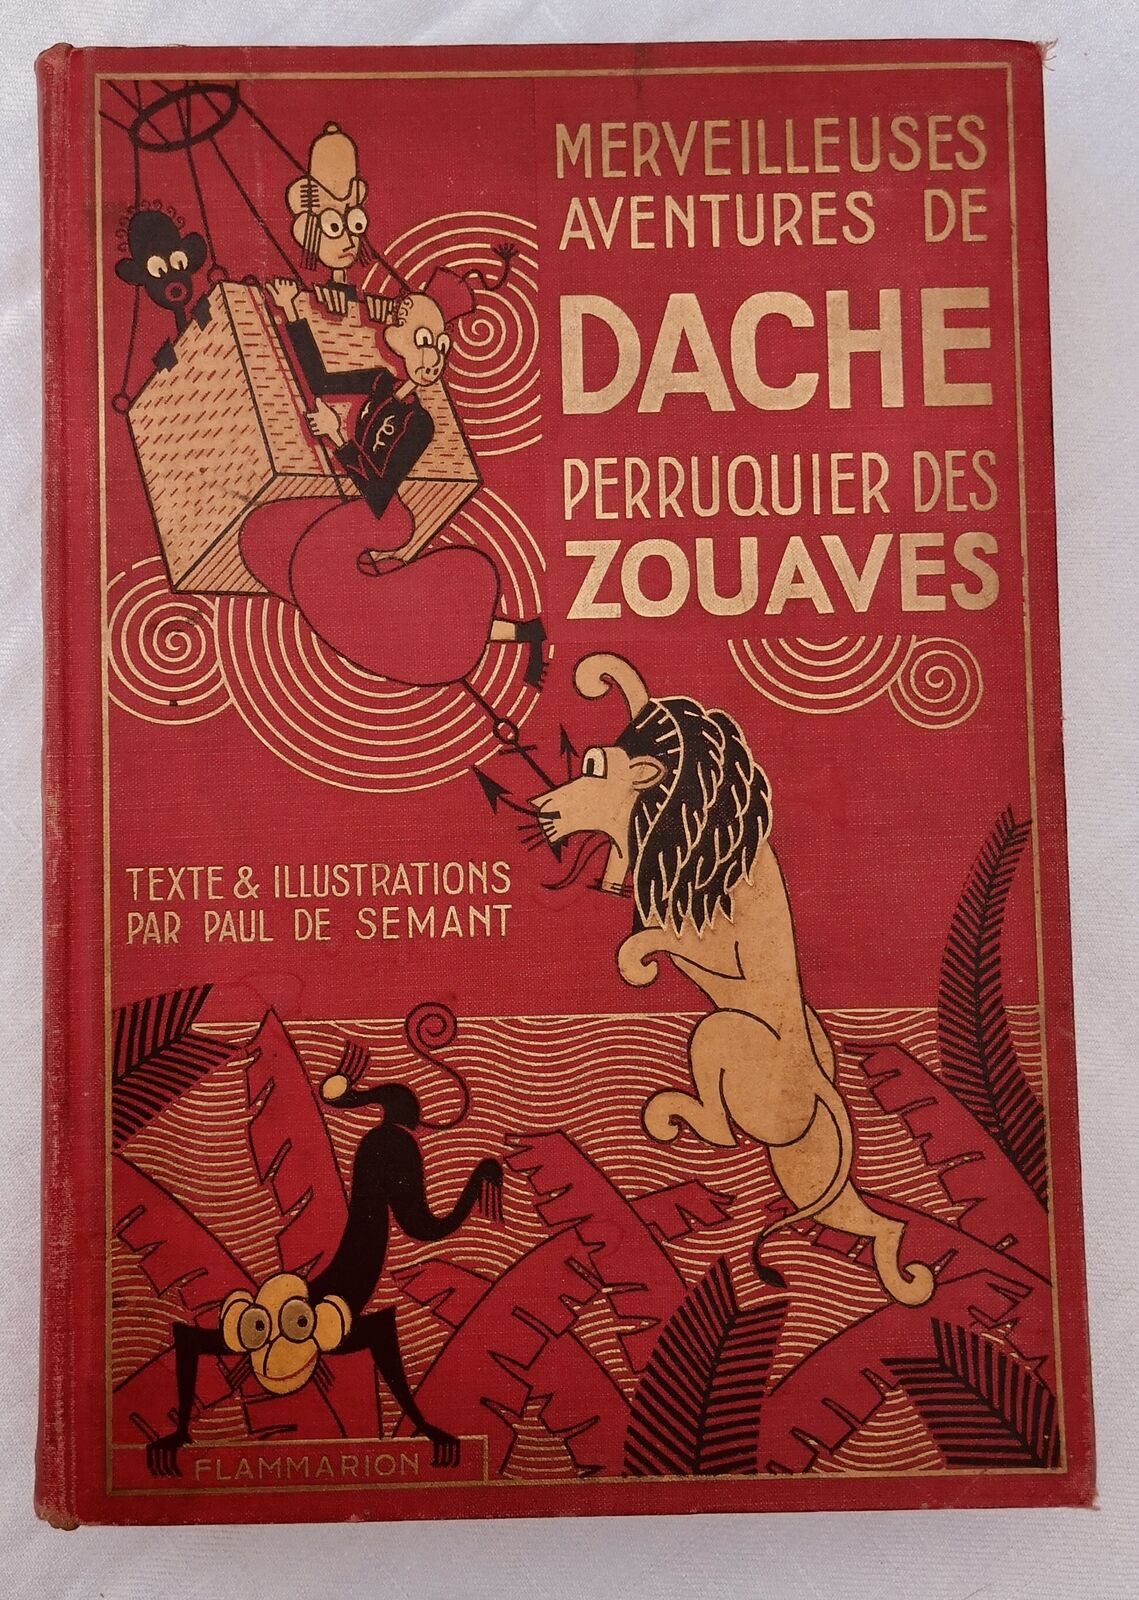 MERVEILLEUSES
AVENTURES DE
DACHE
PERRUQUIER DES
ZOUAVES
TEXTE & ILLUSTRATIONS
PAR PAUL DE SEMANT
FLAMMARION